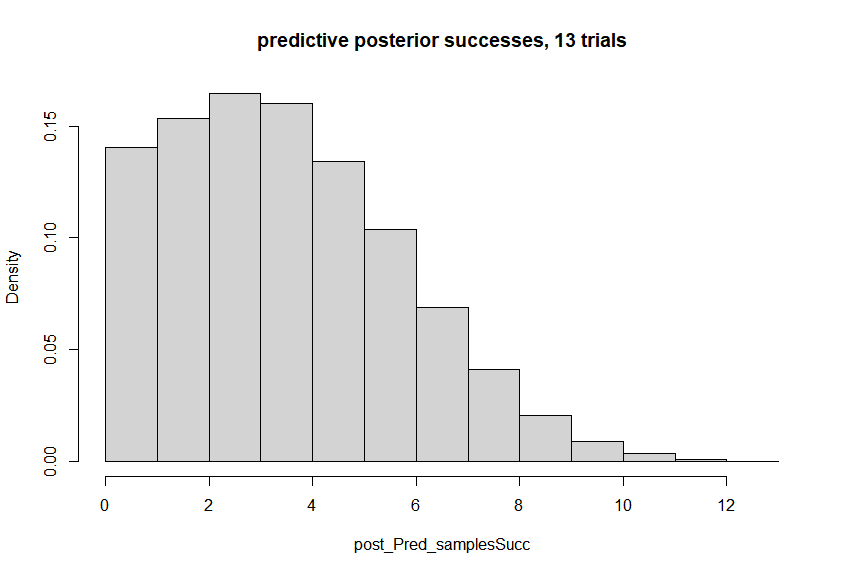 predictive posterior successes, 13 trials
Density
0.15
0.10
0.05
0.00
0 2 4 6 8 10 12
post_Pred_samplesSucc